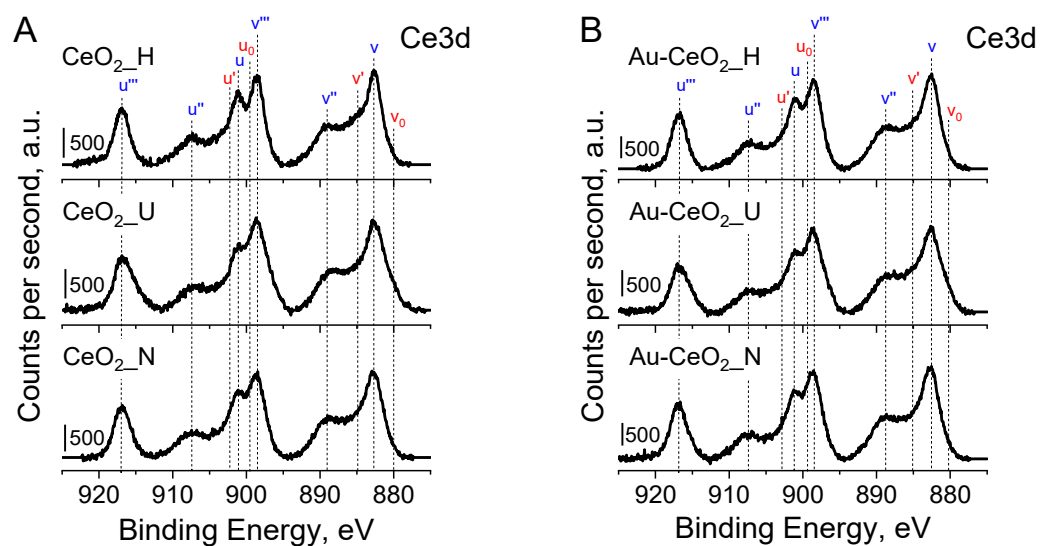 A
Ce3d
CeO₂_H
u'''
u''
u'
u
u₀
v'''
v''
v'
v
v₀
500
CeO₂_U
500
CeO₂_N
500
Counts per second, a.u.
920 910 900 890 880
Binding Energy, eV
B
Ce3d
Au-CeO₂_H
u'''
u''
u'
u
u₀
v'''
v''
v'
v
v₀
500
Au-CeO₂_U
500
Au-CeO₂_N
500
Counts per second, a.u.
920 910 900 890 880
Binding Energy, eV